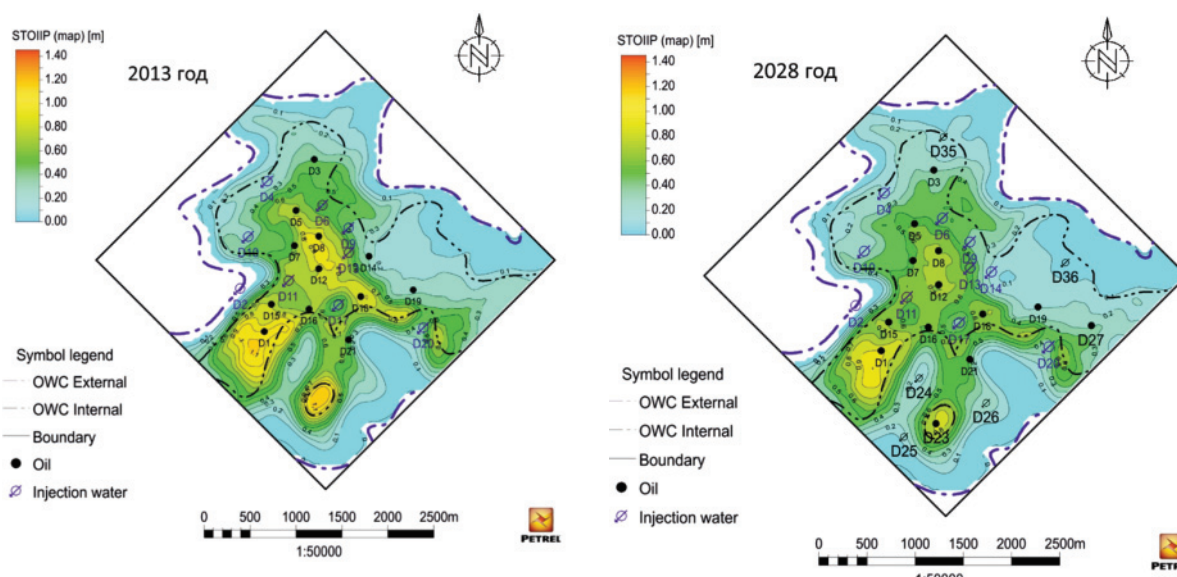 STOIIP (map) [m]
1.40
1.20
1.00
0.80
0.60
0.40
0.20
0.00
2013 год
N
D3
D4
D5
D6
D7
D8
D9
D10
D12
D13
D14
D2
D11
D15
D16
D17
D18
D19
D1
D20
D21
Symbol legend
OWC External
OWC Internal
Boundary
Oil
Injection water
0 500 1000 1500 2000 2500m
1:50000
PETREL
STOIIP (map) [m]
1.40
1.20
1.00
0.80
0.60
0.40
0.20
0.00
2028 год
N
D35
D3
D4
D5
D6
D7
D8
D10
D12
D13
D14
D36
D2
D11
D15
D16
D17
D18
D19
D27
D1
D20
D21
D24
D26
D23
D25
Symbol legend
OWC External
OWC Internal
Boundary
Oil
Injection water
0 500 1000 1500 2000 2500m
1:50000